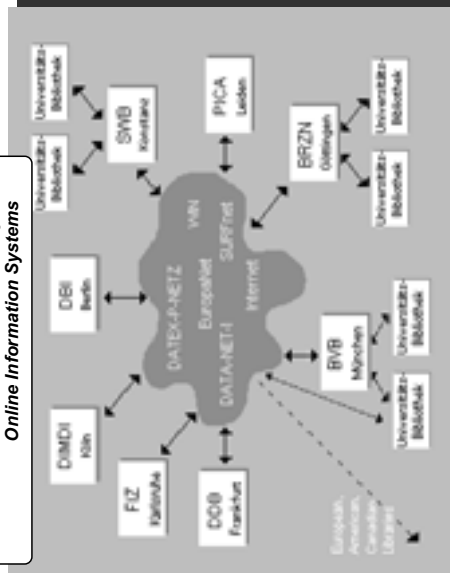 Online Information Systems
Universitäts-
Bibliothek
Universitäts-
Bibliothek
SWB
Konstanz
PICA
Leiden
DBI
Berlin
BRZN
Göttingen
Universitäts-
Bibliothek
Universitäts-
Bibliothek
DIMDI
Köln
DATEX-P-NETZ
WIN
EuropaNet
SURFnet
DATA-NET-I
Internet
FIZ
Karlsruhe
DDB
Frankfurt
BVB
München
Universitäts-
Bibliothek
Universitäts-
Bibliothek
European,
American,
Canadian
Libraries